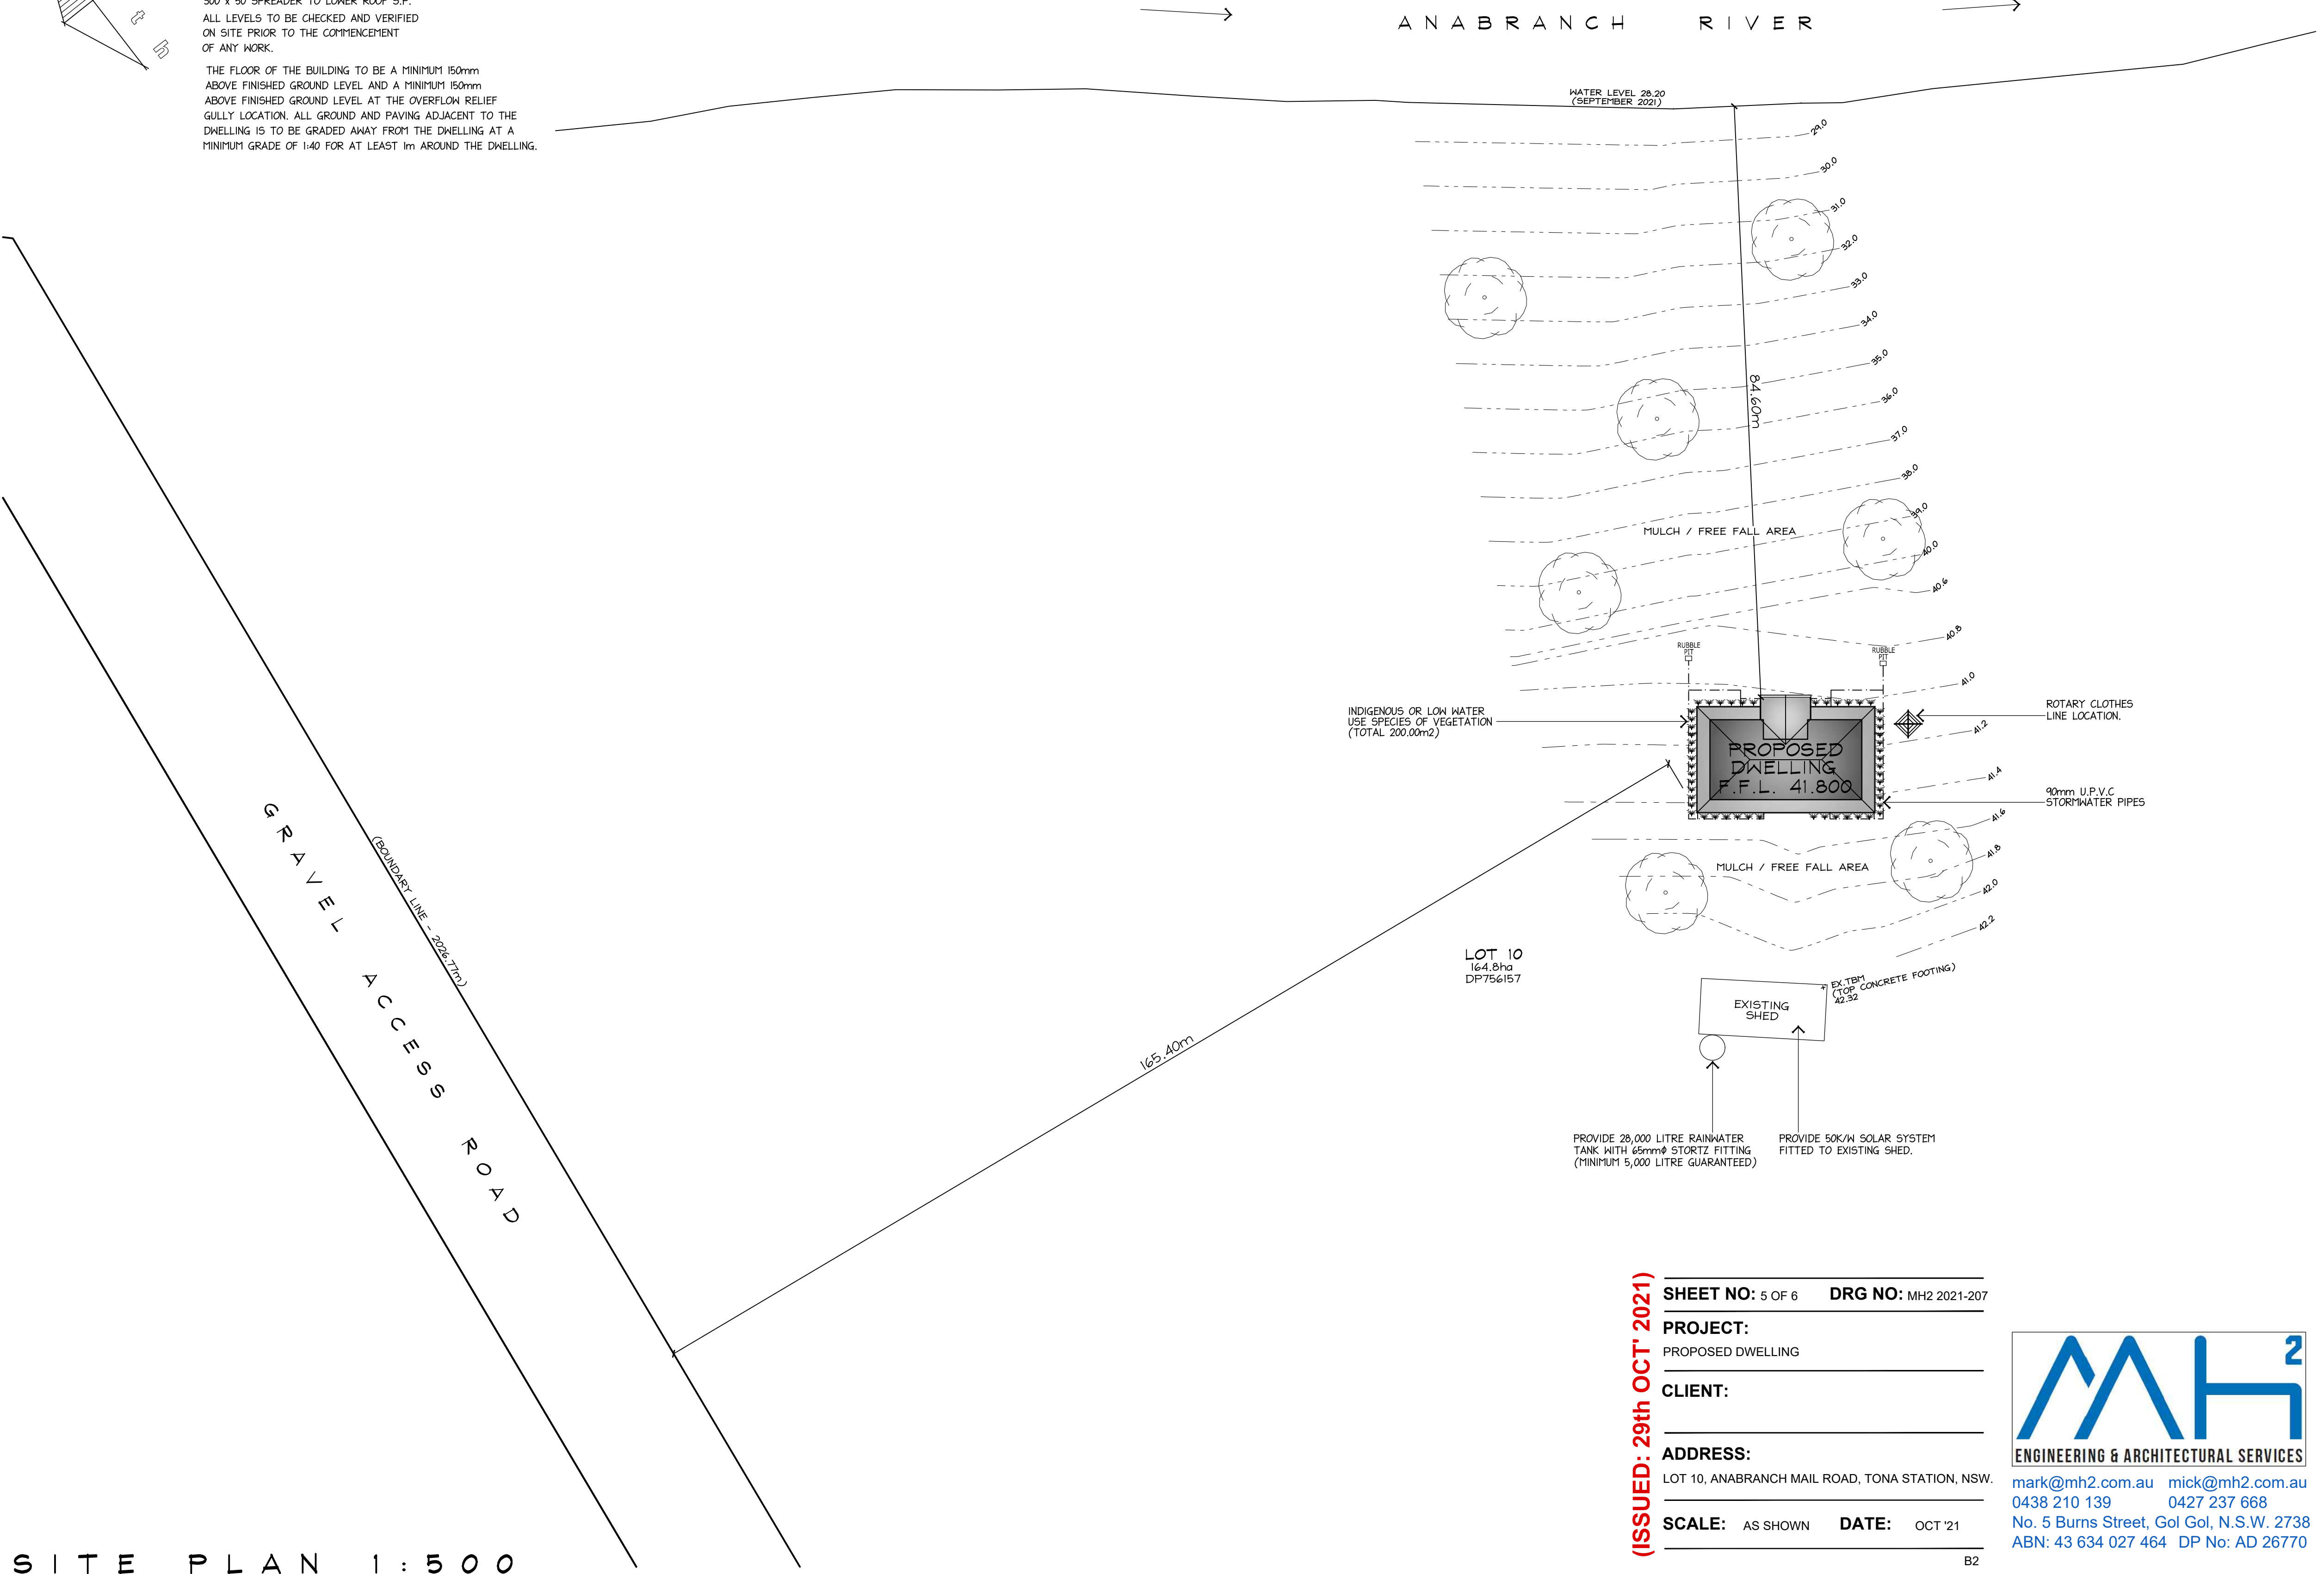 300 x 50 SPREADER TO LOWER ROOF S.P.
ALL LEVELS TO BE CHECKED AND VERIFIED
ON SITE PRIOR TO THE COMMENCEMENT
OF ANY WORK.
THE FLOOR OF THE BUILDING TO BE A MINIMUM 150mm
ABOVE FINISHED GROUND LEVEL AND A MINIMUM 150mm
ABOVE FINISHED GROUND LEVEL AT THE OVERFLOW RELIEF
GULLY LOCATION. ALL GROUND AND PAVING ADJACENT TO THE
DWELLING IS TO BE GRADED AWAY FROM THE DWELLING AT A
MINIMUM GRADE OF 1:40 FOR AT LEAST 1m AROUND THE DWELLING.
t h
ANABRANCH RIVER
WATER LEVEL 28.20
(SEPTEMBER 2021)
29.0
30.0
31.0
32.0
33.0
34.0
35.0
84.60m
36.0
37.0
38.0
39.0
MULCH / FREE FALL AREA
40.0
40.6
40.8
RUBBLE
PIT
RUBBLE
PIT
41.0
INDIGENOUS OR LOW WATER
USE SPECIES OF VEGETATION
(TOTAL 200.00m2)
ROTARY CLOTHES
LINE LOCATION.
41.2
PROPOSED
DWELLING
F.F.L. 41.800
41.4
90mm U.P.V.C
STORMWATER PIPES
41.6
41.8
MULCH / FREE FALL AREA
42.0
42.2
GRAVEL ACCESS ROAD
(BOUNDARY LINE - 2026.77m)
LOT 10
164.8ha
DP756157
EX.TBM
(TOP CONCRETE FOOTING)
42.32
EXISTING
SHED
165.40m
PROVIDE 28,000 LITRE RAINWATER
TANK WITH 65mmØ STORTZ FITTING
(MINIMUM 5,000 LITRE GUARANTEED)
PROVIDE 50K/W SOLAR SYSTEM
FITTED TO EXISTING SHED.
(ISSUED: 29th OCT' 2021)
SHEET NO: 5 OF 6 DRG NO: MH2 2021-207
PROJECT:
PROPOSED DWELLING
CLIENT:
ADDRESS:
LOT 10, ANABRANCH MAIL ROAD, TONA STATION, NSW.
SCALE: AS SHOWN DATE: OCT '21
B2
MH2
ENGINEERING & ARCHITECTURAL SERVICES
mark@mh2.com.au mick@mh2.com.au
0438 210 139 0427 237 668
No. 5 Burns Street, Gol Gol, N.S.W. 2738
ABN: 43 634 027 464 DP No: AD 26770
SITE PLAN 1:500